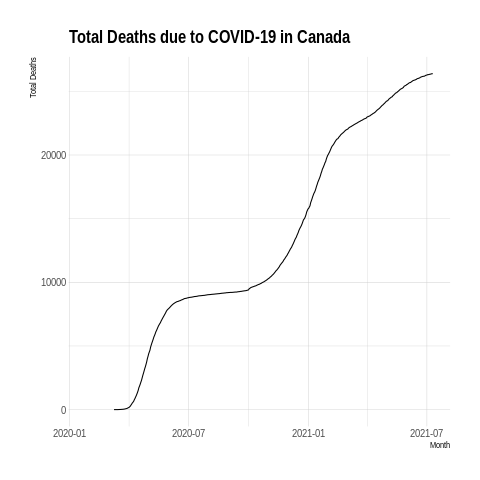 Total Deaths due to COVID-19 in Canada
Total Deaths
20000
10000
0
2020-01 2020-07 2021-01 2021-07
Month